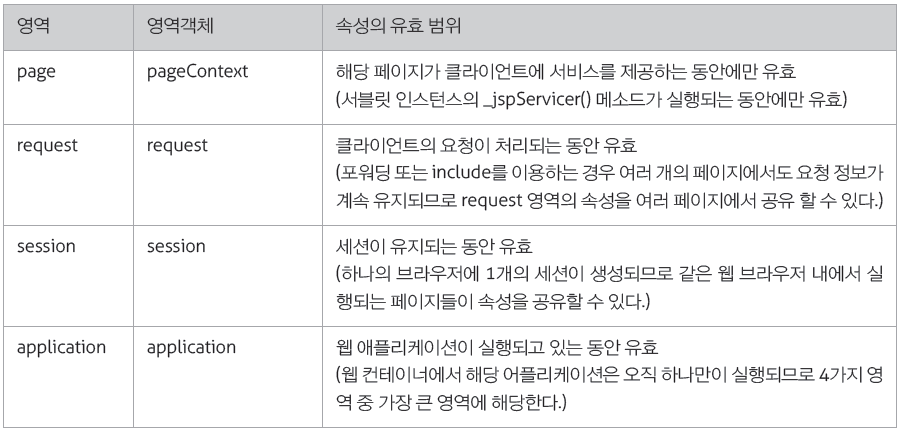 영역 영역객체 속성의 유효 범위
page pageContext 해당 페이지가 클라이언트에 서비스를 제공하는 동안에만 유효
(서블릿 인스턴스의 _jspServicer() 메소드가 실행되는 동안에만 유효)
request request 클라이언트의 요청이 처리되는 동안 유효
(포워딩 또는 include를 이용하는 경우 여러 개의 페이지에서도 요청 정보가
계속 유지되므로 request 영역의 속성을 여러 페이지에서 공유 할 수 있다.)
session session 세션이 유지되는 동안 유효
(하나의 브라우저에 1개의 세션이 생성되므로 같은 웹 브라우저 내에서 실
행되는 페이지들이 속성을 공유할 수 있다.)
application application 웹 애플리케이션이 실행되고 있는 동안 유효
(웹 컨테이너에서 해당 어플리케이션은 오직 하나만이 실행되므로 4가지 영
역 중 가장 큰 영역에 해당한다.)